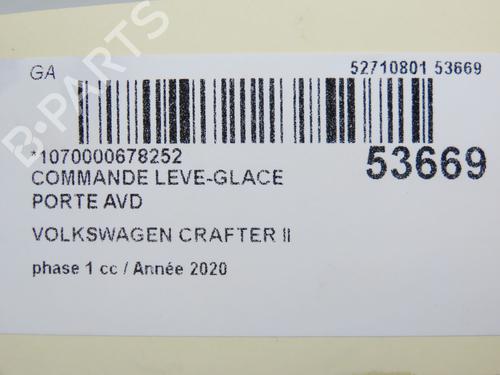 GA
52710801 53669
*1070000678252
53669
COMMANDE LEVE-GLACE
PORTE AVD
VOLKSWAGEN CRAFTER II
phase 1 cc / Année 2020
B-PARTS